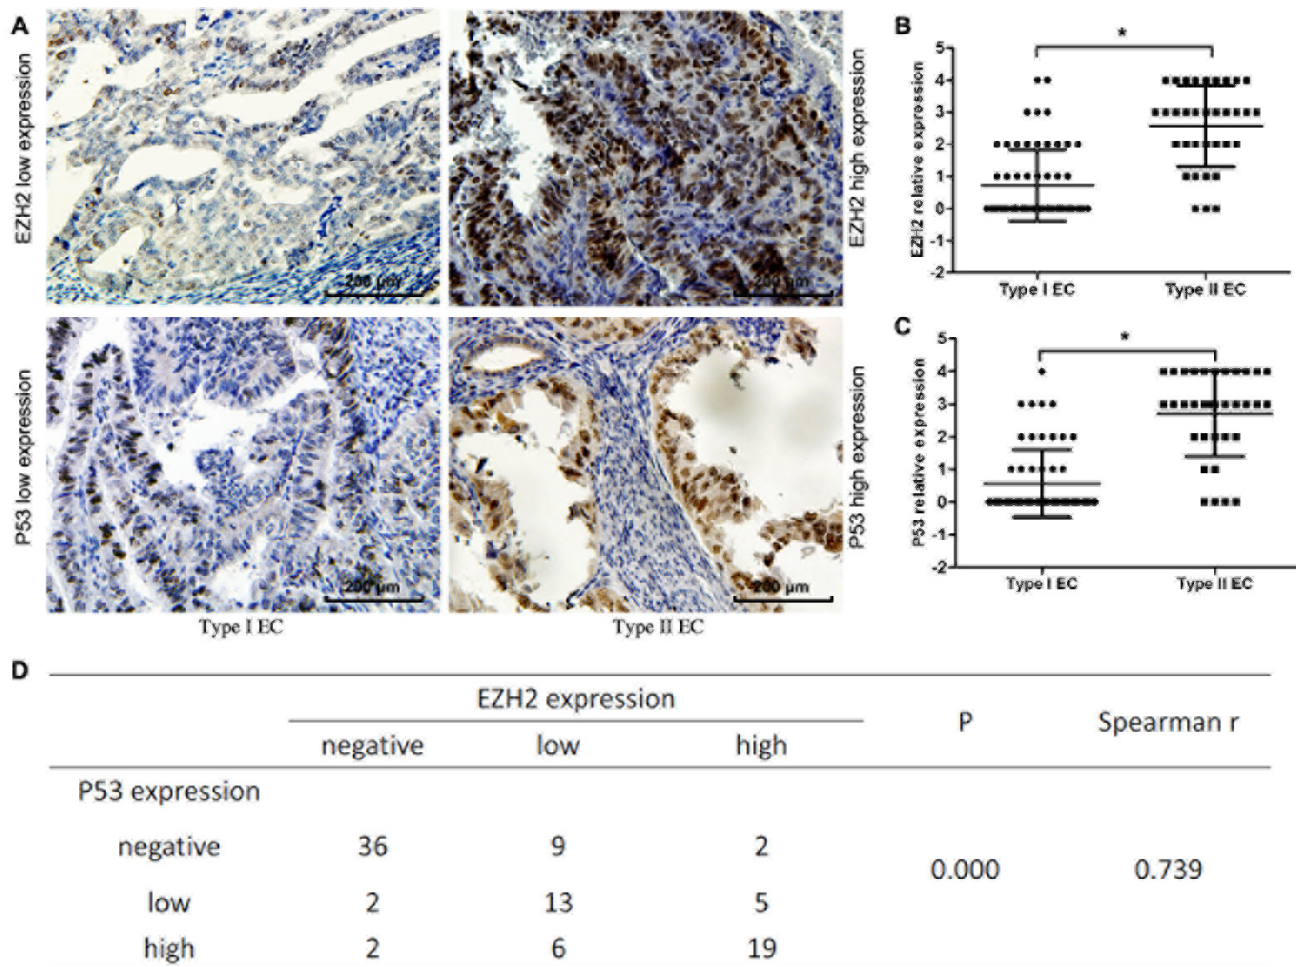 A
EZH2 low expression
200 µm
EZH2 high expression
200 µm
P53 low expression
200 µm
P53 high expression
200 µm
Type I EC
Type II EC
B
EZH2 relative expression
5
4
3
2
1
0
-1
-2
*
Type I EC
Type II EC
C
P53 relative expression
5
4
3
2
1
0
-1
-2
*
Type I EC
Type II EC
D
EZH2 expression
P
Spearman r
negative low high
P53 expression
negative 36 9 2
0.000 0.739
low 2 13 5
high 2 6 19